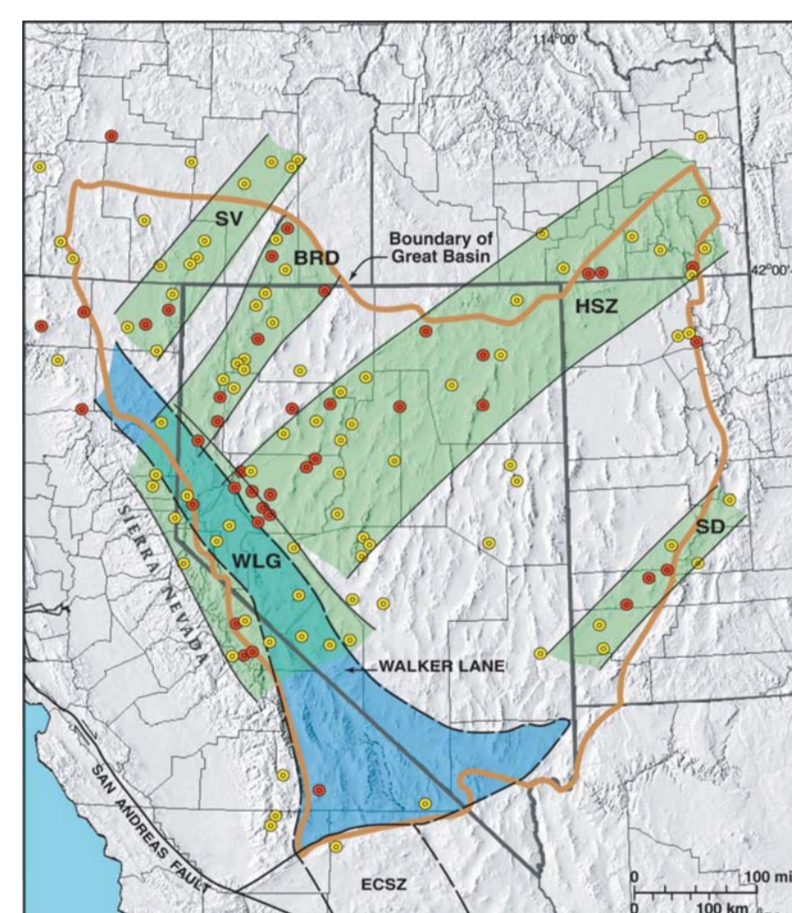 114°00'
SV
BRD
Boundary of
Great Basin
42°00'
HSZ
SIERRA NEVADA
WLG
SD
WALKER LANE
SAN ANDREAS FAULT
ECSZ
0 100 mi
0 100 km